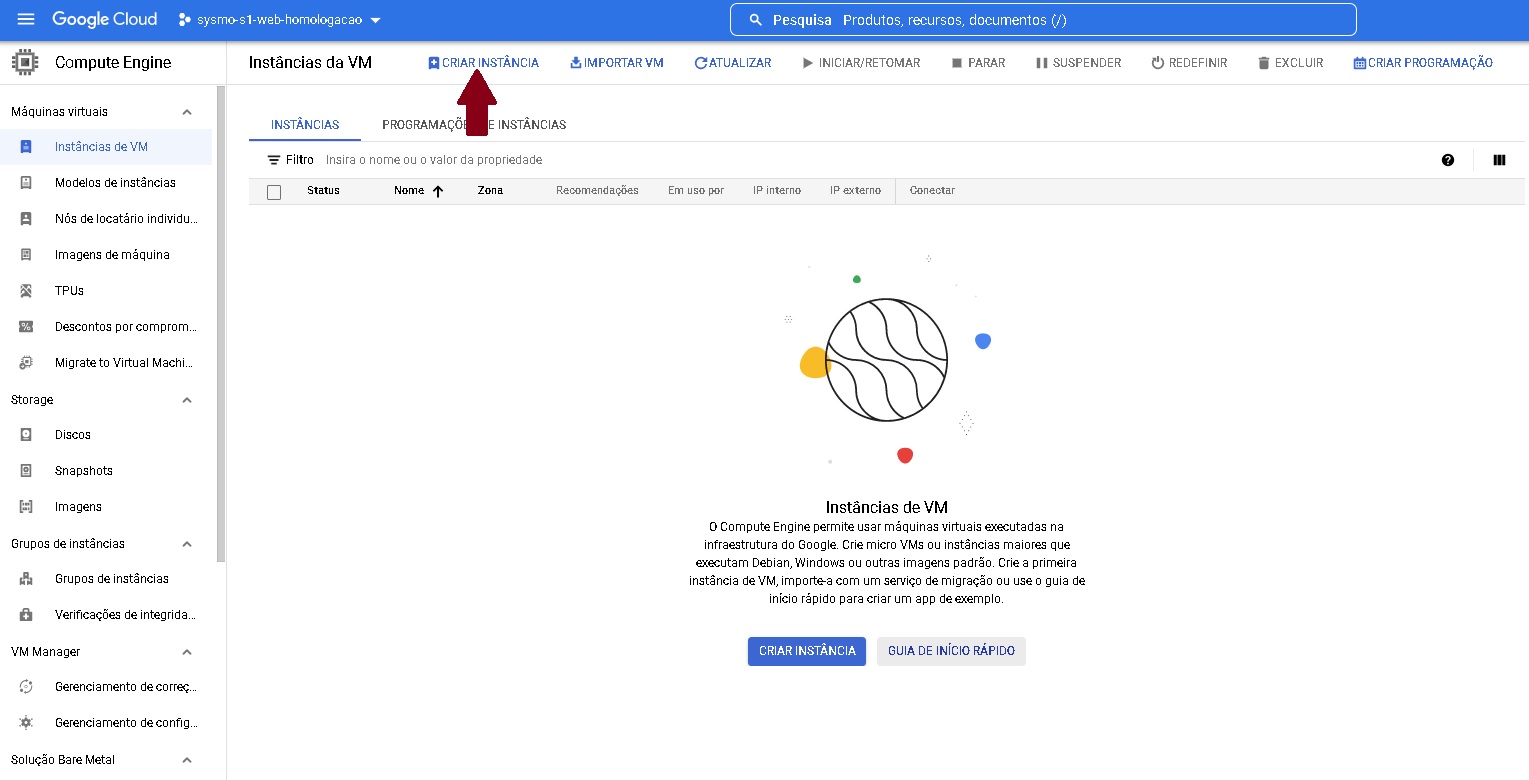 Google Cloud
sysmo-s1-web-homologacao
Pesquisa Produtos, recursos, documentos (/)
Compute Engine
Instâncias da VM
CRIAR INSTÂNCIA
IMPORTAR VM
ATUALIZAR
INICIAR/RETOMAR
PARAR
SUSPENDER
REDEFINIR
EXCLUIR
CRIAR PROGRAMAÇÃO
Máquinas virtuais
Instâncias de VM
Modelos de instâncias
Nós de locatário individu...
Imagens de máquina
TPUs
Descontos por comprom...
Migrate to Virtual Machi...
Storage
Discos
Snapshots
Imagens
Grupos de instâncias
Grupos de instâncias
Verificações de integrida...
VM Manager
Gerenciamento de correç...
Gerenciamento de config...
Solução Bare Metal
INSTÂNCIAS
PROGRAMAÇÕ E INSTÂNCIAS
Filtro Insira o nome ou o valor da propriedade
Status
Nome
Zona
Recomendações
Em uso por
IP interno
IP externo
Conectar
Instâncias de VM
O Compute Engine permite usar máquinas virtuais executadas na
infraestrutura do Google. Crie micro VMs ou instâncias maiores que
executam Debian, Windows ou outras imagens padrão. Crie a primeira
instância de VM, importe-a com um serviço de migração ou use o guia de
início rápido para criar um app de exemplo.
CRIAR INSTÂNCIA
GUIA DE INÍCIO RÁPIDO